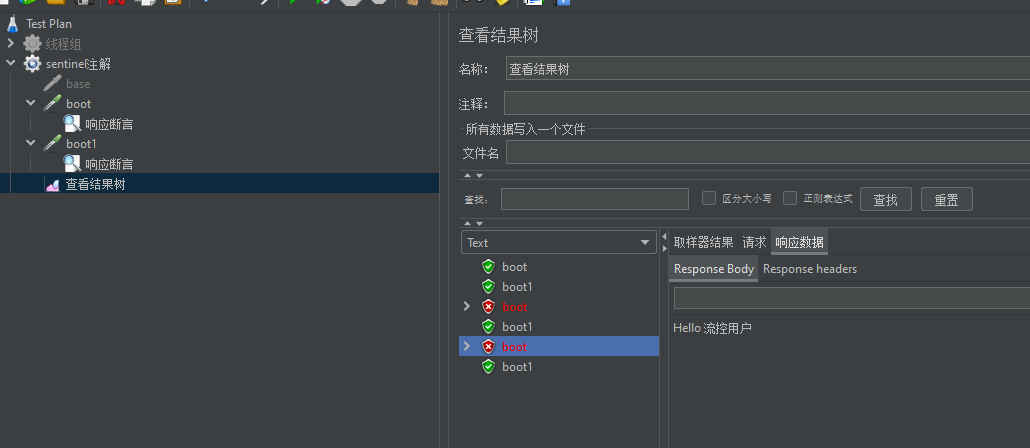 Test Plan
线程组
sentinel注解
base
boot
响应断言
boot1
响应断言
查看结果树
查看结果树
名称： 查看结果树
注释：
所有数据写入一个文件
文件名
查找： 区分大小写 正则表达式 查找 重置
Text
boot
boot1
boot
boot1
boot
boot1
取样器结果 请求 响应数据
Response Body Response headers
Hello 流控用户